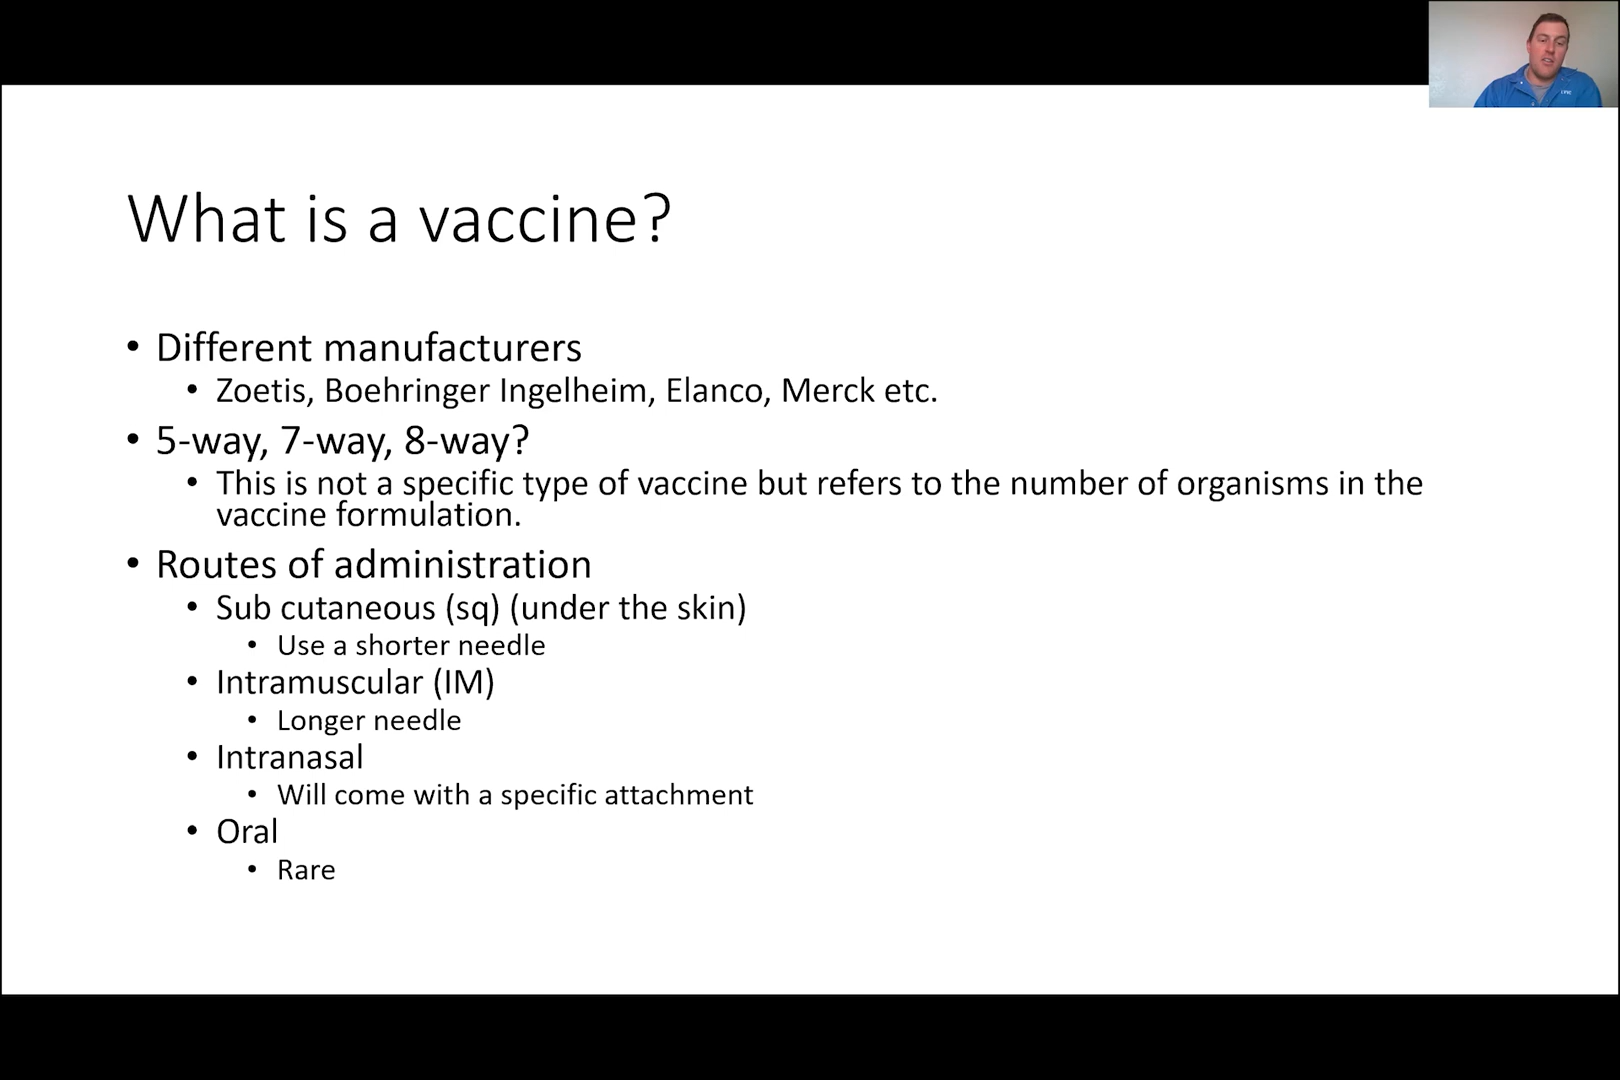 What is a vaccine?
• Different manufacturers
• Zoetis, Boehringer Ingelheim, Elanco, Merck etc.
• 5-way, 7-way, 8-way?
• This is not a specific type of vaccine but refers to the number of organisms in the
vaccine formulation.
• Routes of administration
• Sub cutaneous (sq) (under the skin)
• Use a shorter needle
• Intramuscular (IM)
• Longer needle
• Intranasal
• Will come with a specific attachment
• Oral
• Rare